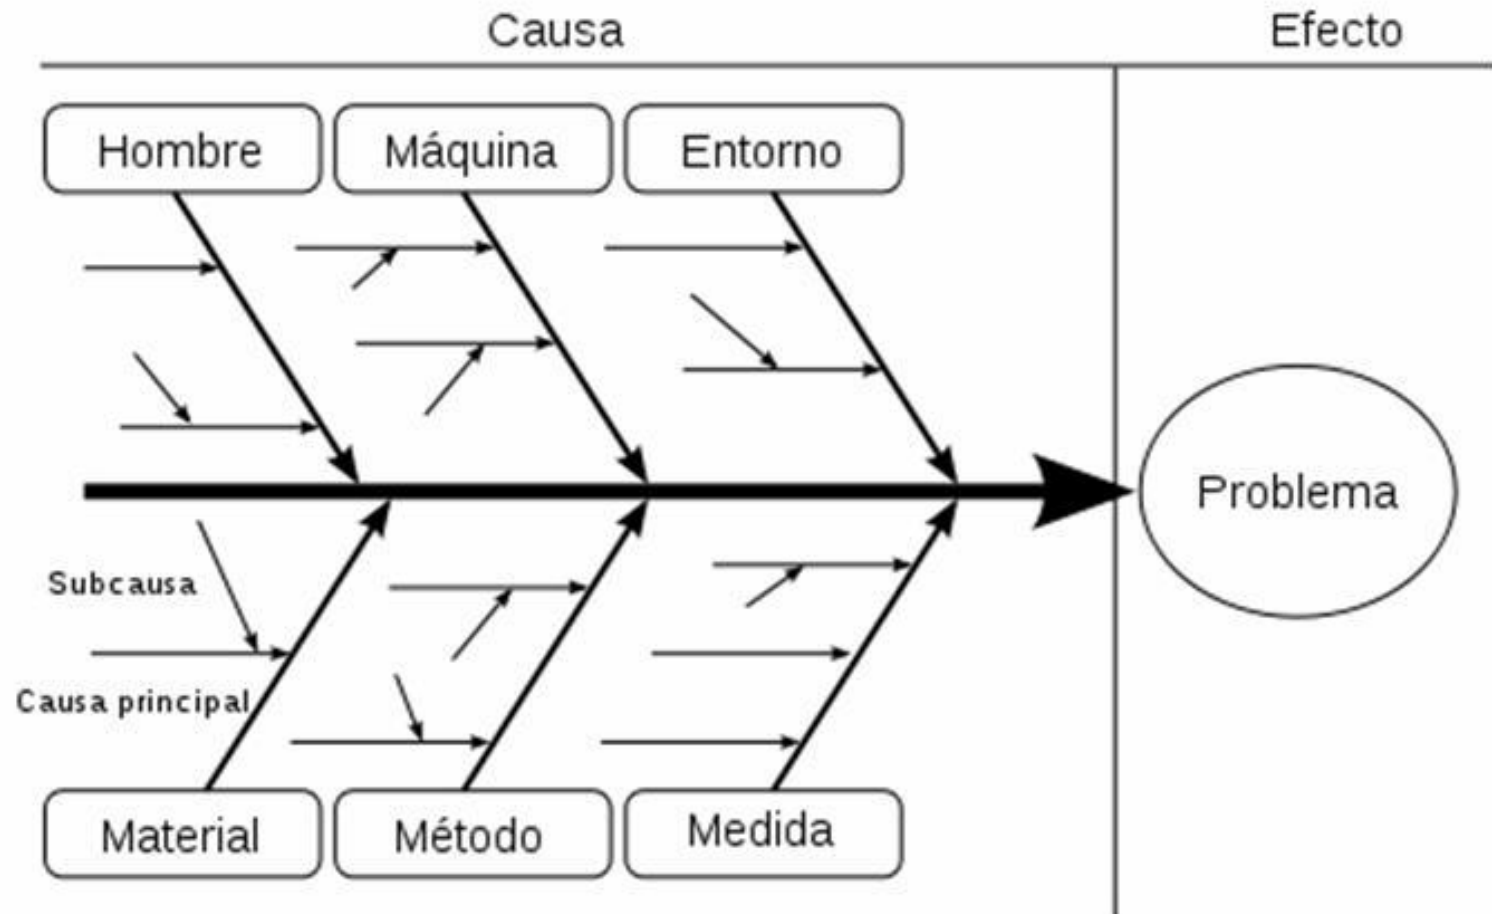 Causa
Efecto
Hombre
Máquina
Entorno
Problema
Subcausa
Causa principal
Material
Método
Medida